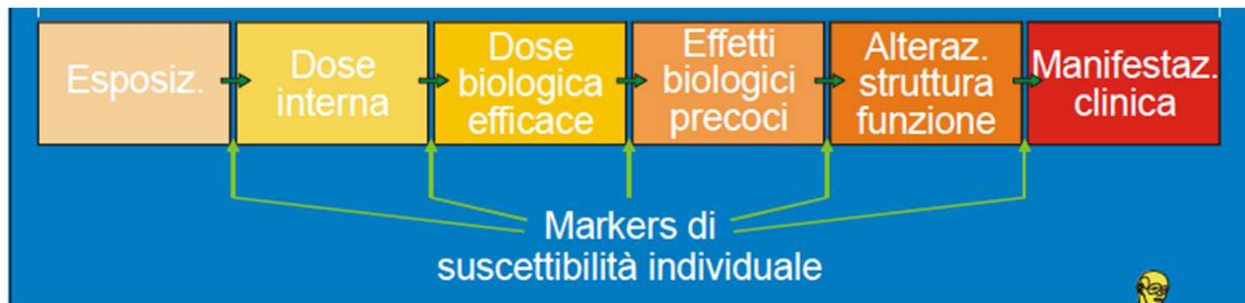 Esposiz.
Dose
interna
Dose
biologica
efficace
Effetti
biologici
precoci
Alteraz.
struttura
funzione
Manifestaz.
clinica
Markers di
suscettibilità individuale